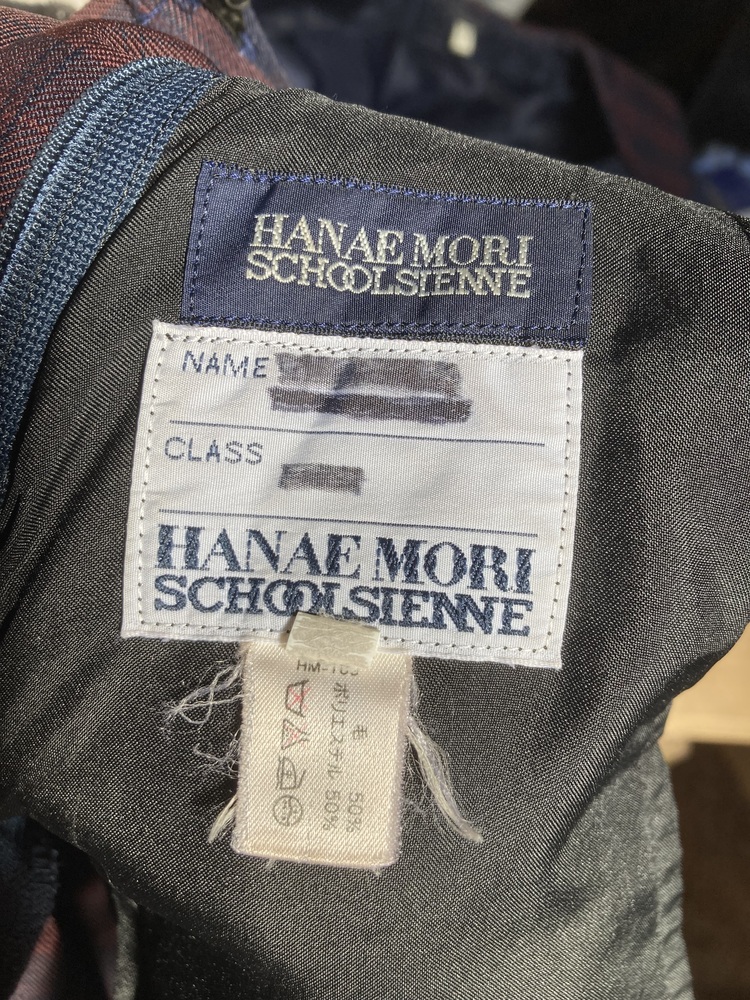 HANAE MORI
SCHOOLSIENNE
NAME
CLASS
HANAE MORI
SCHOOLSIENNE
毛 50%
ポリエステル 50%